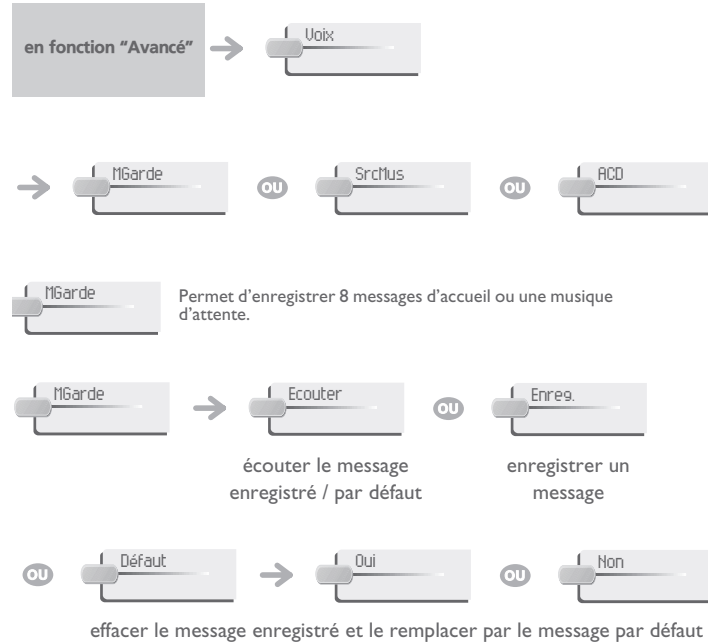 en fonction “Avancé”
Voix
MGarde
OU
SrcMus
OU
ACD
MGarde
Permet d’enregistrer 8 messages d’accueil ou une musique
d’attente.
MGarde
Ecouter
OU
Enreg.
écouter le message
enregistré / par défaut
enregistrer un
message
OU
Défaut
Oui
OU
Non
effacer le message enregistré et le remplacer par le message par défaut